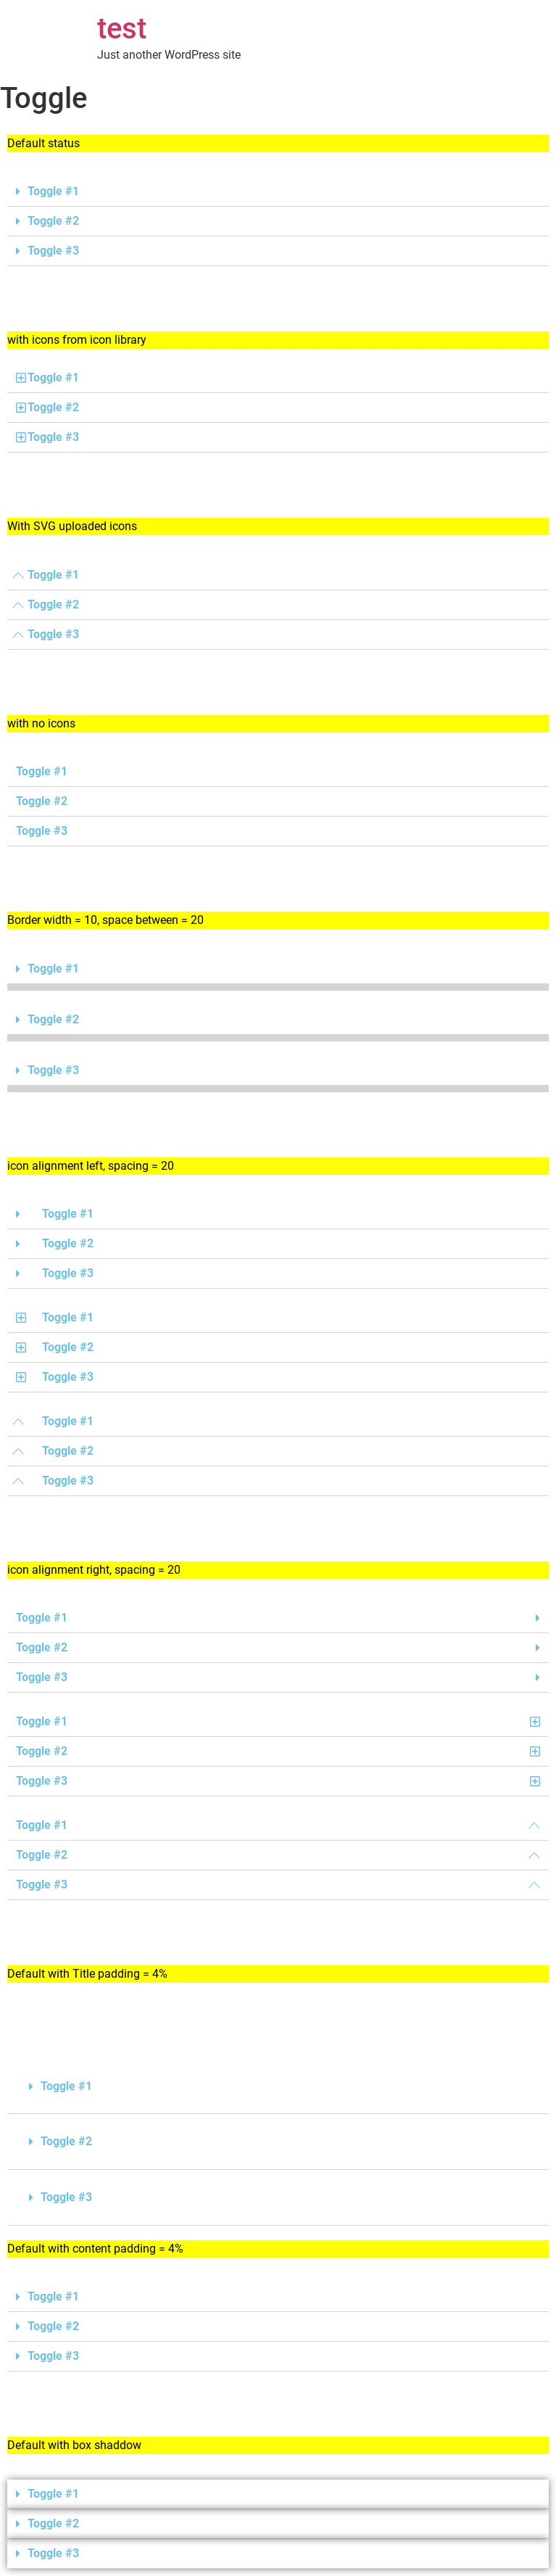 test
Just another WordPress site
Toggle
Default status
Toggle #1
Toggle #2
Toggle #3
with icons from icon library
Toggle #1
Toggle #2
Toggle #3
With SVG uploaded icons
Toggle #1
Toggle #2
Toggle #3
with no icons
Toggle #1
Toggle #2
Toggle #3
Border width = 10, space between = 20
Toggle #1
Toggle #2
Toggle #3
icon alignment left, spacing = 20
Toggle #1
Toggle #2
Toggle #3
Toggle #1
Toggle #2
Toggle #3
Toggle #1
Toggle #2
Toggle #3
icon alignment right, spacing = 20
Toggle #1
Toggle #2
Toggle #3
Toggle #1
Toggle #2
Toggle #3
Toggle #1
Toggle #2
Toggle #3
Default with Title padding = 4%
Toggle #1
Toggle #2
Toggle #3
Default with content padding = 4%
Toggle #1
Toggle #2
Toggle #3
Default with box shaddow
Toggle #1
Toggle #2
Toggle #3